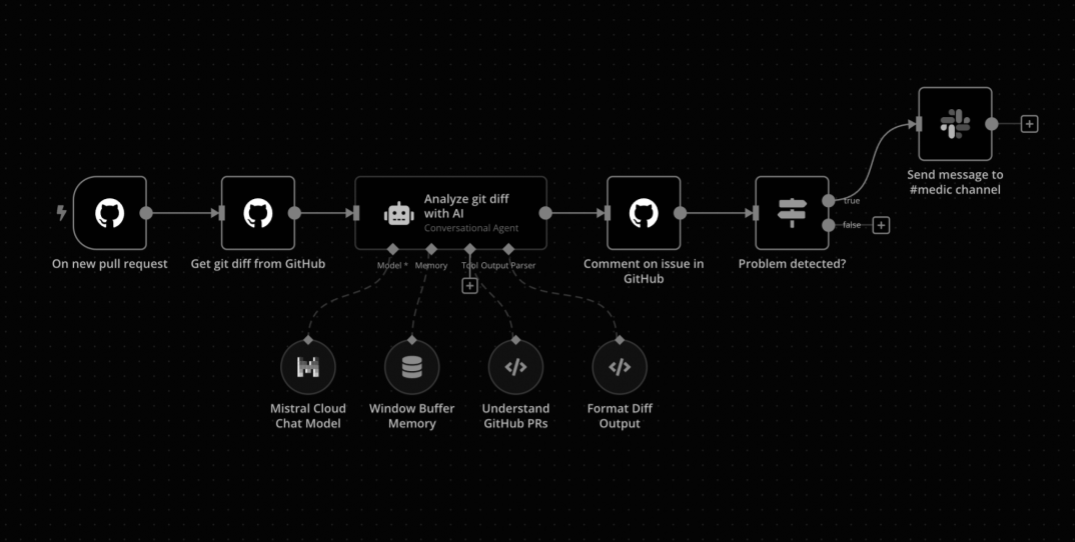 On new pull request
Get git diff from GitHub
Analyze git diff
with AI
Conversational Agent
Model *
Memory
Tool
Output Parser
Mistral Cloud
Chat Model
Window Buffer
Memory
Understand
GitHub PRs
Format Diff
Output
Comment on issue in
GitHub
Problem detected?
true
false
Send message to
#medic channel